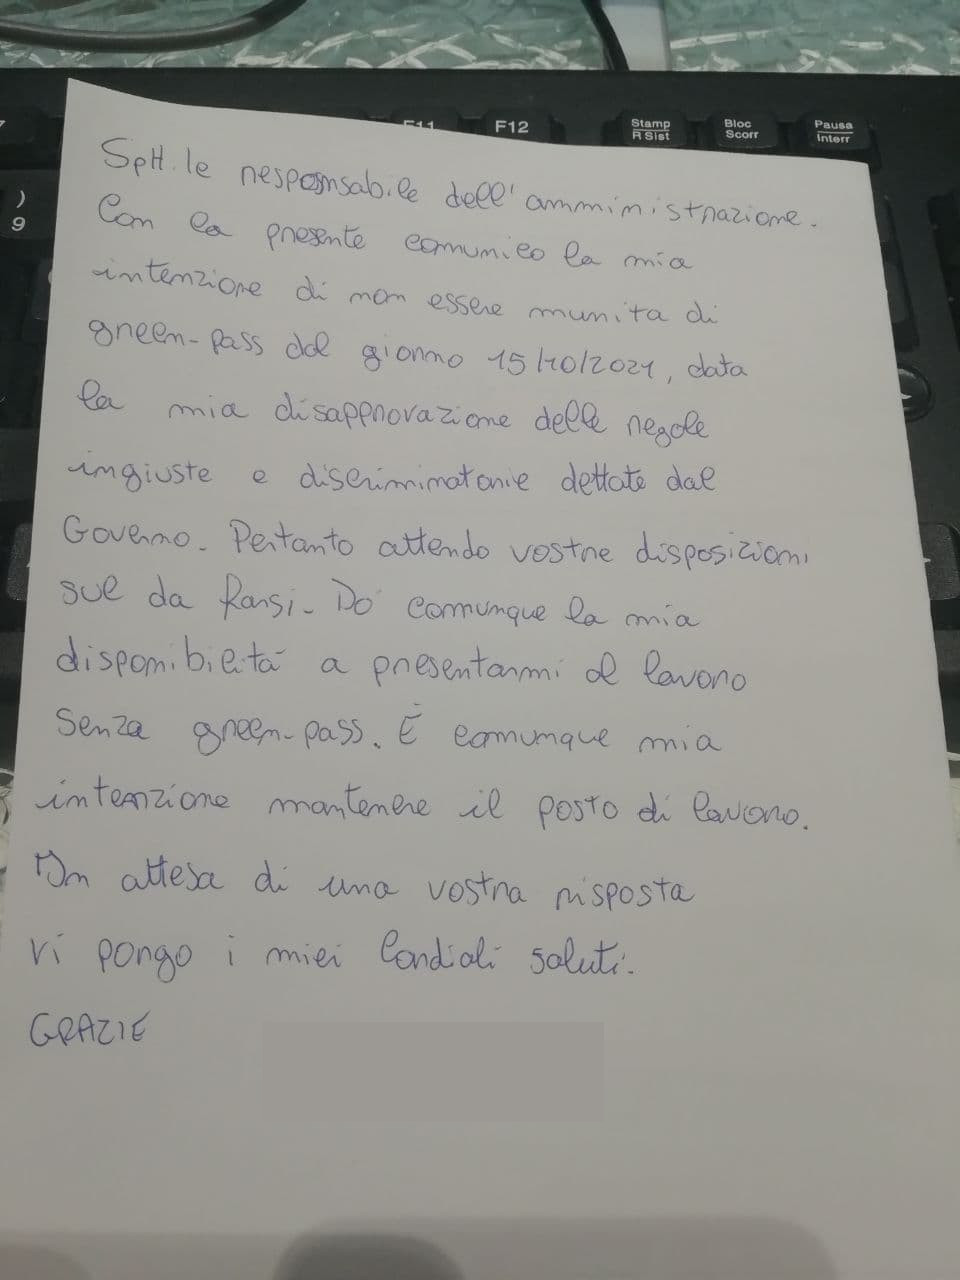 F11
F12
Stamp
R Sist
Bloc
Scorr
Pausa
Interr
)
9
Sptt.le responsabile dell'amministrazione.
Con la presente comunico la mia
intenzione di non essere munita di
green-pass dal giorno 15/10/2021, data
la mia disapprovazione delle regole
ingiuste e discriminatorie dettate dal
Governo. Pertanto attendo vostre disposizioni
sul da farsi. Do' comunque la mia
disponibilità a presentarmi al lavoro
senza green-pass. È comunque mia
intenzione mantenere il posto di lavoro.
In attesa di una vostra risposta
vi pongo i miei Cordiali saluti.
GRAZIE